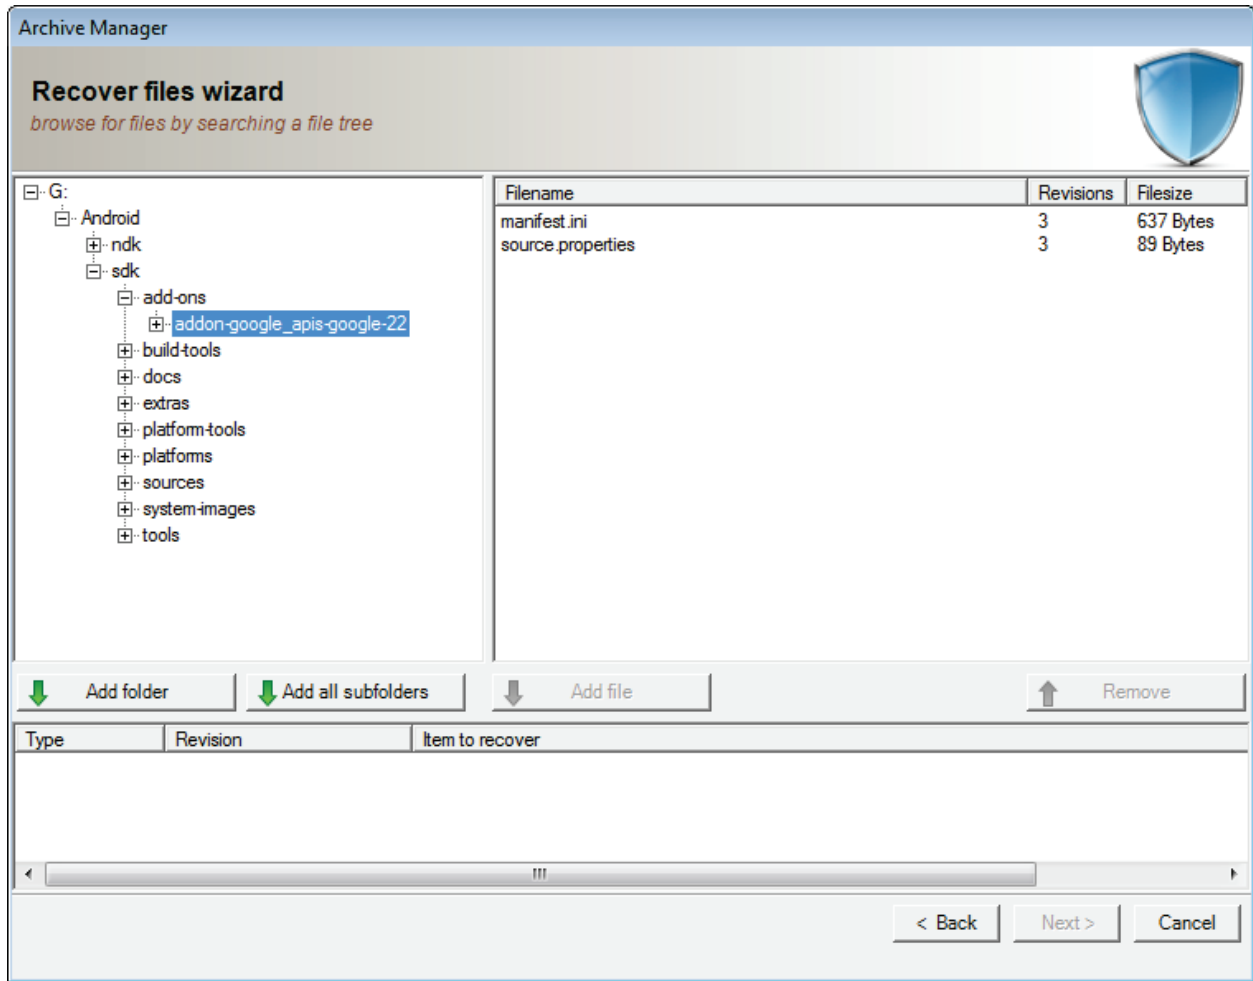 Archive Manager
Recover files wizard
browse for files by searching a file tree
G:
Android
ndk
sdk
add-ons
addon-google_apis-google-22
build-tools
docs
extras
platform-tools
platforms
sources
system-images
tools
Filename Revisions Filesize
manifest.ini 3 637 Bytes
source.properties 3 89 Bytes
Add folder Add all subfolders Add file Remove
Type Revision Item to recover
< Back Next > Cancel